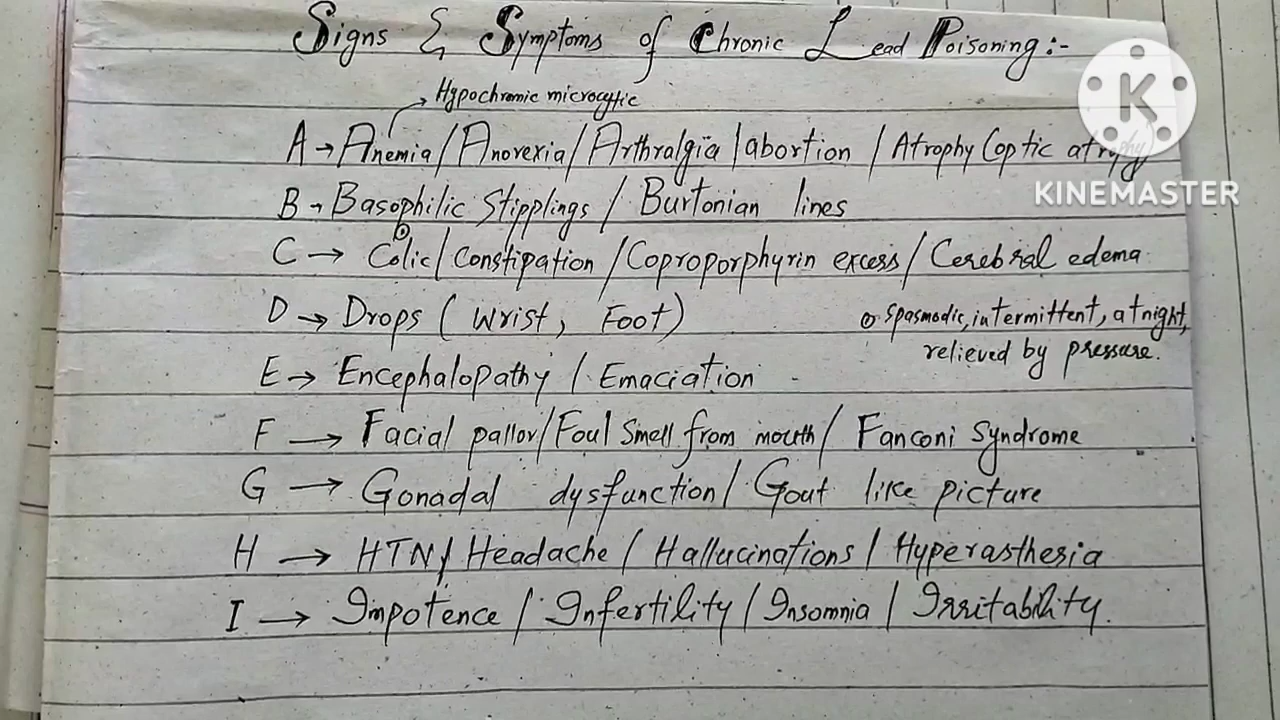 Signs & Symptoms of Chronic Lead Poisoning:-
Hypochromic microcytic
A → Anemia/Anorexia/Arthralgia/abortion / Atrophy (optic atrophy)
KINEMASTER
B → Basophilic Stipplings / Burtonian lines
C → Colic/Constipation /Coproporphyrin excess/ Cerebral edema
D → Drops ( Wrist, Foot)
Spasmodic, intermittent, at night,
relieved by pressure.
E → Encephalopathy / Emaciation
F → Facial pallor/Foul Smell from mouth/ Fanconi Syndrome
G → Gonadal dysfunction/ Gout like picture
H → HTN/ Headache / Hallucinations / Hyperasthesia
I → Impotence / Infertility/ Insomnia / Irritability.